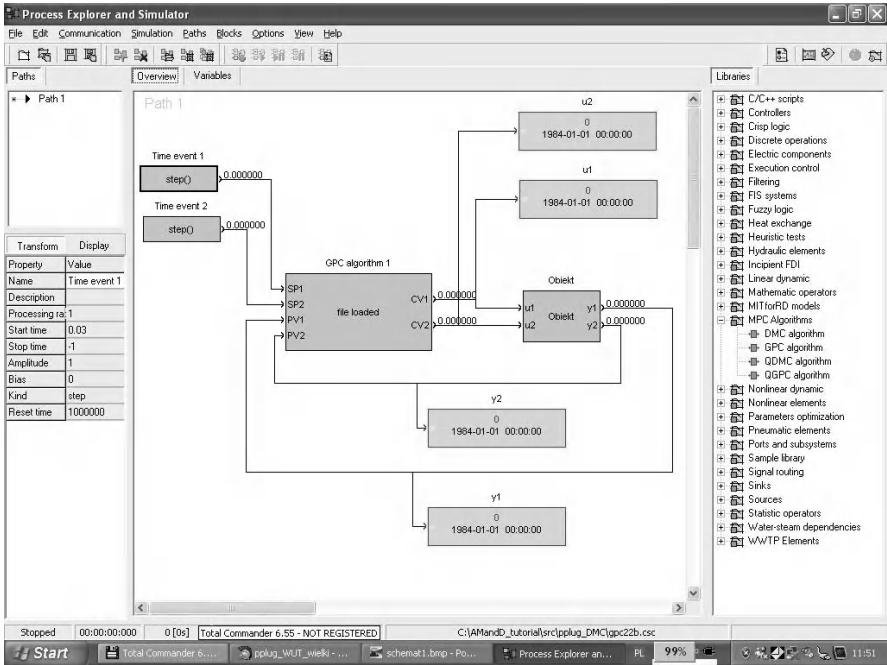 Process Explorer and Simulator
File Edit Communication Simulation Paths Blocks Options View Help
Paths
Path 1
Overview Variables
Path 1
u2
0
1984-01-01 00:00:00
u1
0
1984-01-01 00:00:00
Time event 1
step()
0.000000
Time event 2
step()
0.000000
GPC algorithm 1
SP1
SP2
PV1
PV2
file loaded
CV1 0.000000
CV2 0.000000
Obiekt
u1
u2
Obiekt
y1 0.000000
y2 0.000000
y2
0
1984-01-01 00:00:00
y1
0
1984-01-01 00:00:00
Transform Display
Property Value
Name Time event 1
Description
Processing ra: 1
Start time 0.03
Stop time -1
Amplitude 1
Bias 0
Kind step
Reset time 1000000
Libraries
C/C++ scripts
Controllers
Crisp logic
Discrete operations
Electric components
Execution control
Filtering
FIS systems
Fuzzy logic
Heat exchange
Heuristic tests
Hydraulic elements
Incipient FDI
Linear dynamic
Mathematic operators
MITforRD models
MPC Algorithms
DMC algorithm
GPC algorithm
QDMC algorithm
QGPC algorithm
Nonlinear dynamic
Nonlinear elements
Parameters optimization
Pneumatic elements
Ports and subsystems
Sample library
Signal routing
Sinks
Sources
Statistic operators
Water-steam dependencies
WWTP Elements
Stopped 00:00:00:000 0 [0s] Total Commander 6.55 - NOT REGISTERED C:\AMandD_tutorial\src\pplug_DMC\gpc22b.csc
Start Total Commander 6.... pplug_WUT_wielki - ... schemat1.bmp - Po... Process Explorer an... PL 99% 11:51